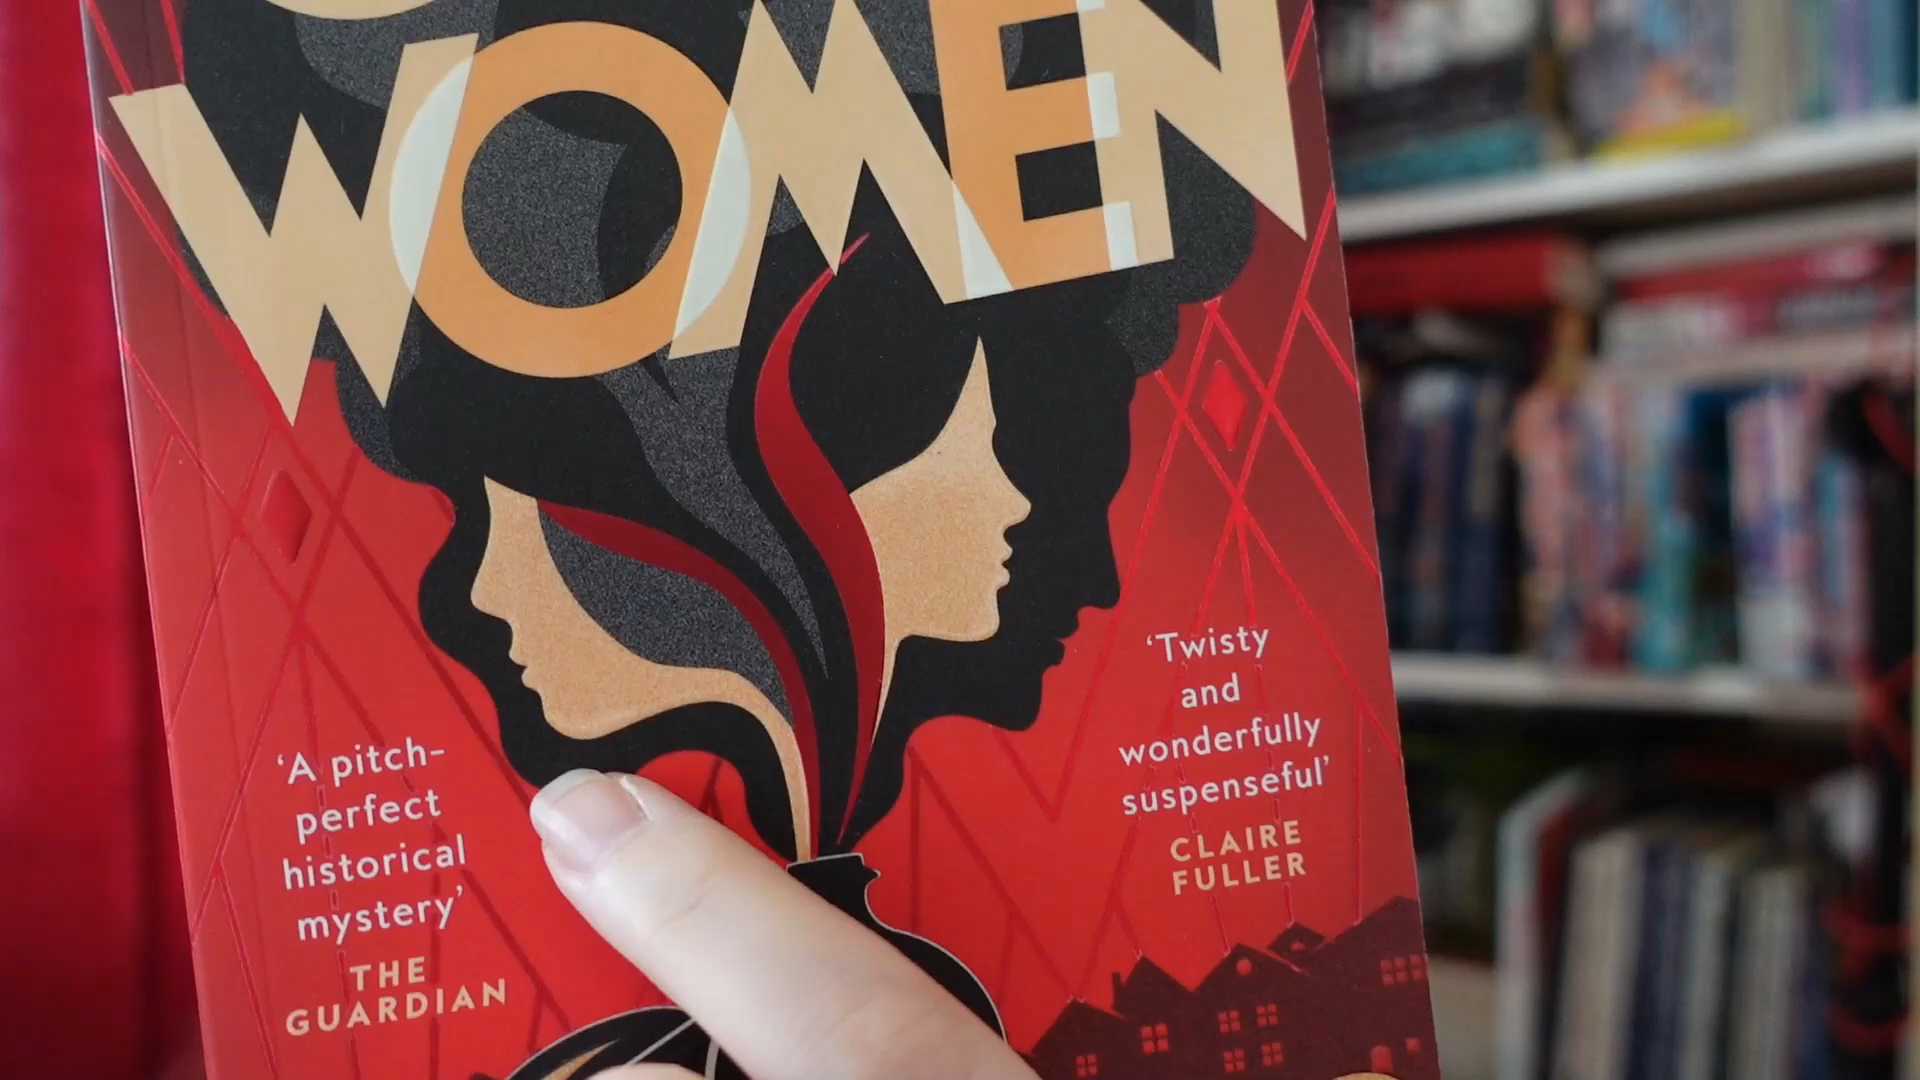 WOMEN
'A pitch-
perfect
historical
mystery'
THE
GUARDIAN
'Twisty
and
wonderfully
suspenseful'
CLAIRE
FULLER